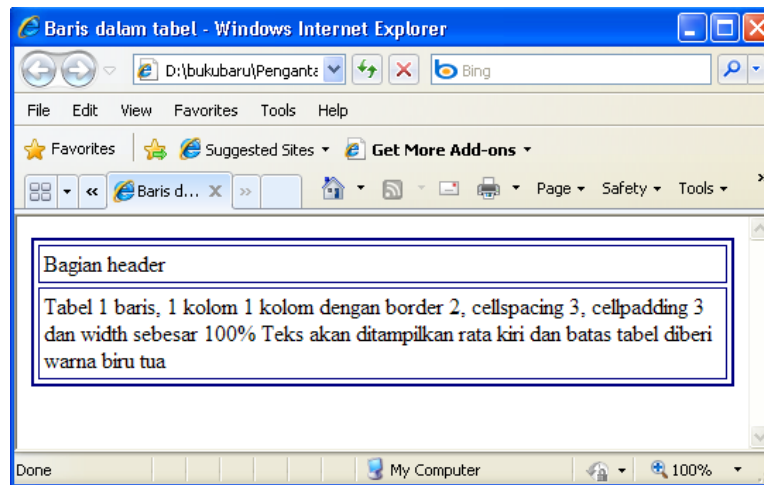 Baris dalam tabel - Windows Internet Explorer
D:\bukubaru\Penganta
Bing
File Edit View Favorites Tools Help
Favorites Suggested Sites Get More Add-ons
Baris d... Page Safety Tools
Bagian header
Tabel 1 baris, 1 kolom 1 kolom dengan border 2, cellspacing 3, cellpadding 3
dan width sebesar 100% Teks akan ditampilkan rata kiri dan batas tabel diberi
warna biru tua
Done My Computer 100%